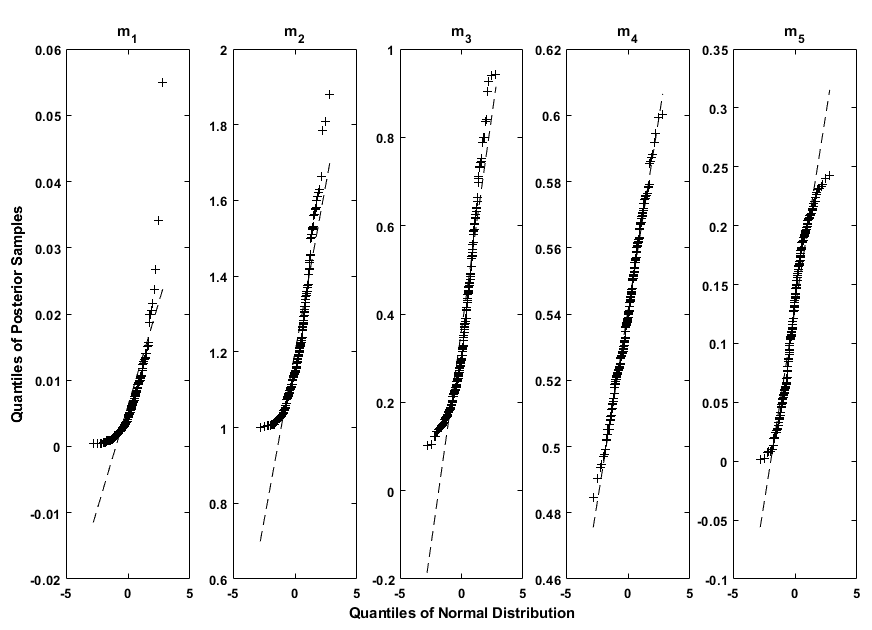 m1 m2 m3 m4 m5
0.06 2 1 0.62 0.35
0.05 1.8 0.8 0.6 0.3
0.04 1.6 0.6 0.58 0.25
0.03 1.4 0.4 0.56 0.2
0.02 1.2 0.2 0.54 0.15
0.01 1 0 0.52 0.1
0 0.8 -0.2 0.5 0.05
-0.01 0.6 0.48 0
-0.02 0.46 -0.05
-0.1
-5 0 5 -5 0 5 -5 0 5 -5 0 5 -5 0 5
Quantiles of Posterior Samples
Quantiles of Normal Distribution